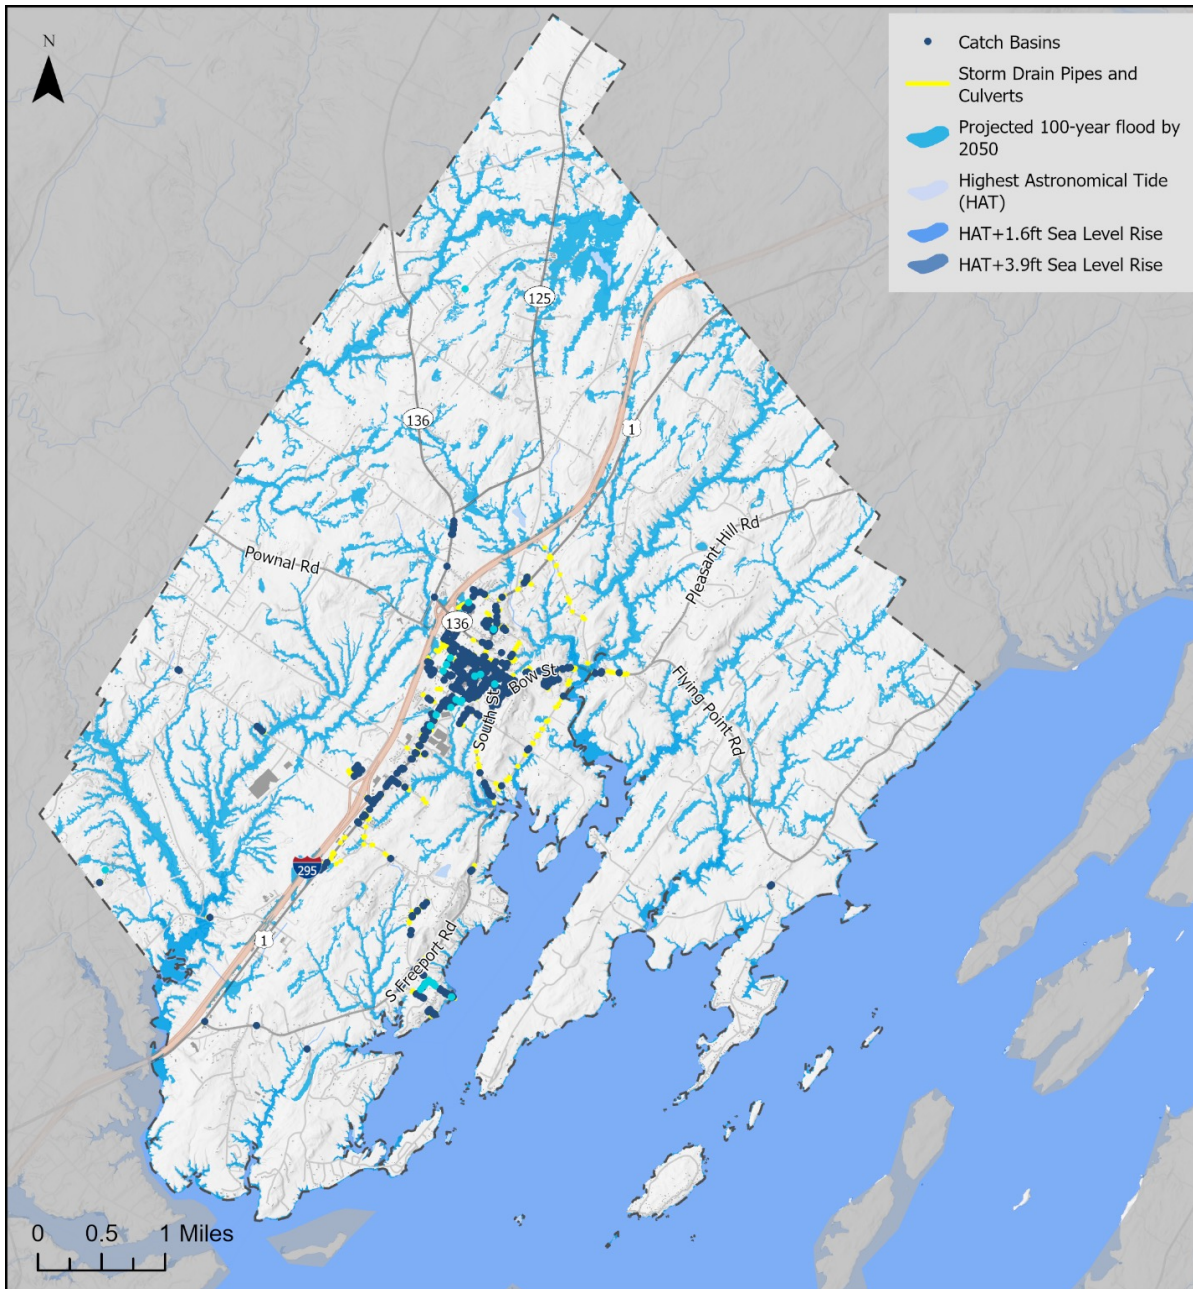 N
Catch Basins
Storm Drain Pipes and
Culverts
Projected 100-year flood by
2050
Highest Astronomical Tide
(HAT)
HAT+1.6ft Sea Level Rise
HAT+3.9ft Sea Level Rise
125
136
1
Pownal Rd
Pleasant Hill Rd
136
Bow St
South St
Flying Point Rd
295
1
S Freeport Rd
0 0.5 1 Miles